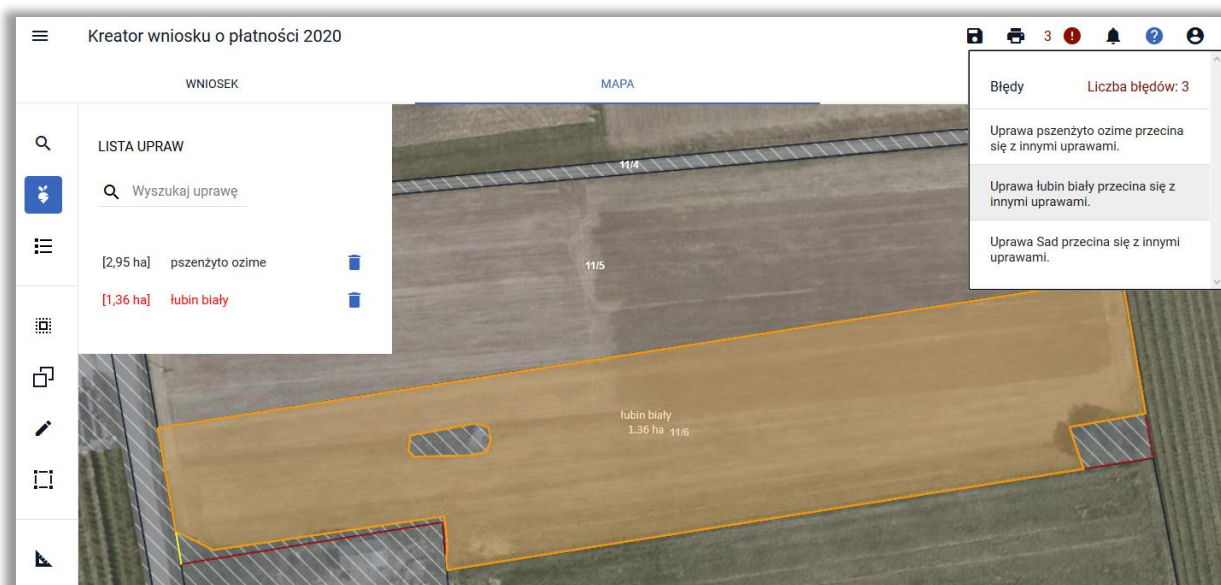 Kreator wniosku o płatności 2020
3
WNIOSEK
MAPA
Błędy
Liczba błędów: 3
Uprawa pszenżyto ozime przecina
się z innymi uprawami.
Uprawa łubin biały przecina się z
innymi uprawami.
Uprawa Sad przecina się z innymi
uprawami.
LISTA UPRAW
Wyszukaj uprawę
[2,95 ha] pszenżyto ozime
[1,36 ha] łubin biały
11/4
11/5
łubin biały
1.36 ha 11/6